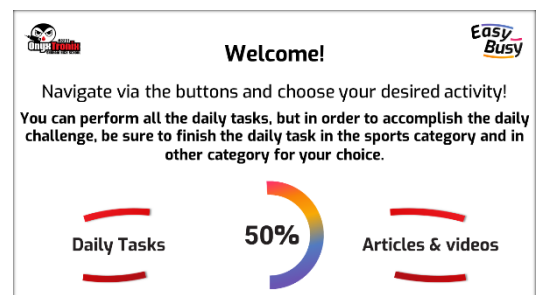 OnyxTronix
Easy
Busy
Welcome!
Navigate via the buttons and choose your desired activity!
You can perform all the daily tasks, but in order to accomplish the daily
challenge, be sure to finish the daily task in the sports category and in
other category for your choice.
Daily Tasks
50%
Articles & videos